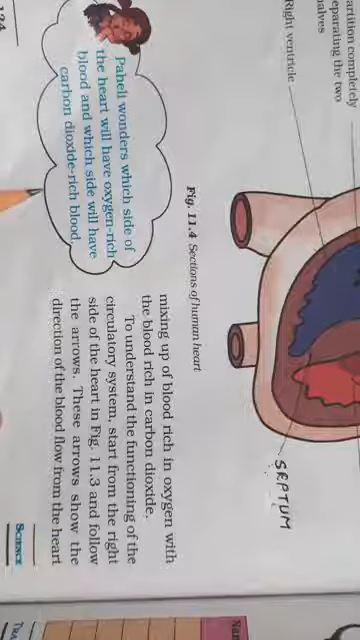 artition completely
eparating the two
halves
Right ventricle
SEPTUM
Fig. 11.4 Sections of human heart
Paheli wonders which side of
the heart will have oxygen-rich
blood and which side will have
carbon dioxide-rich blood.
mixing up of blood rich in oxygen with
the blood rich in carbon dioxide.
To understand the functioning of the
circulatory system, start from the right
side of the heart in Fig. 11.3 and follow
the arrows. These arrows show the
direction of the blood flow from the heart
134
SCIENCE